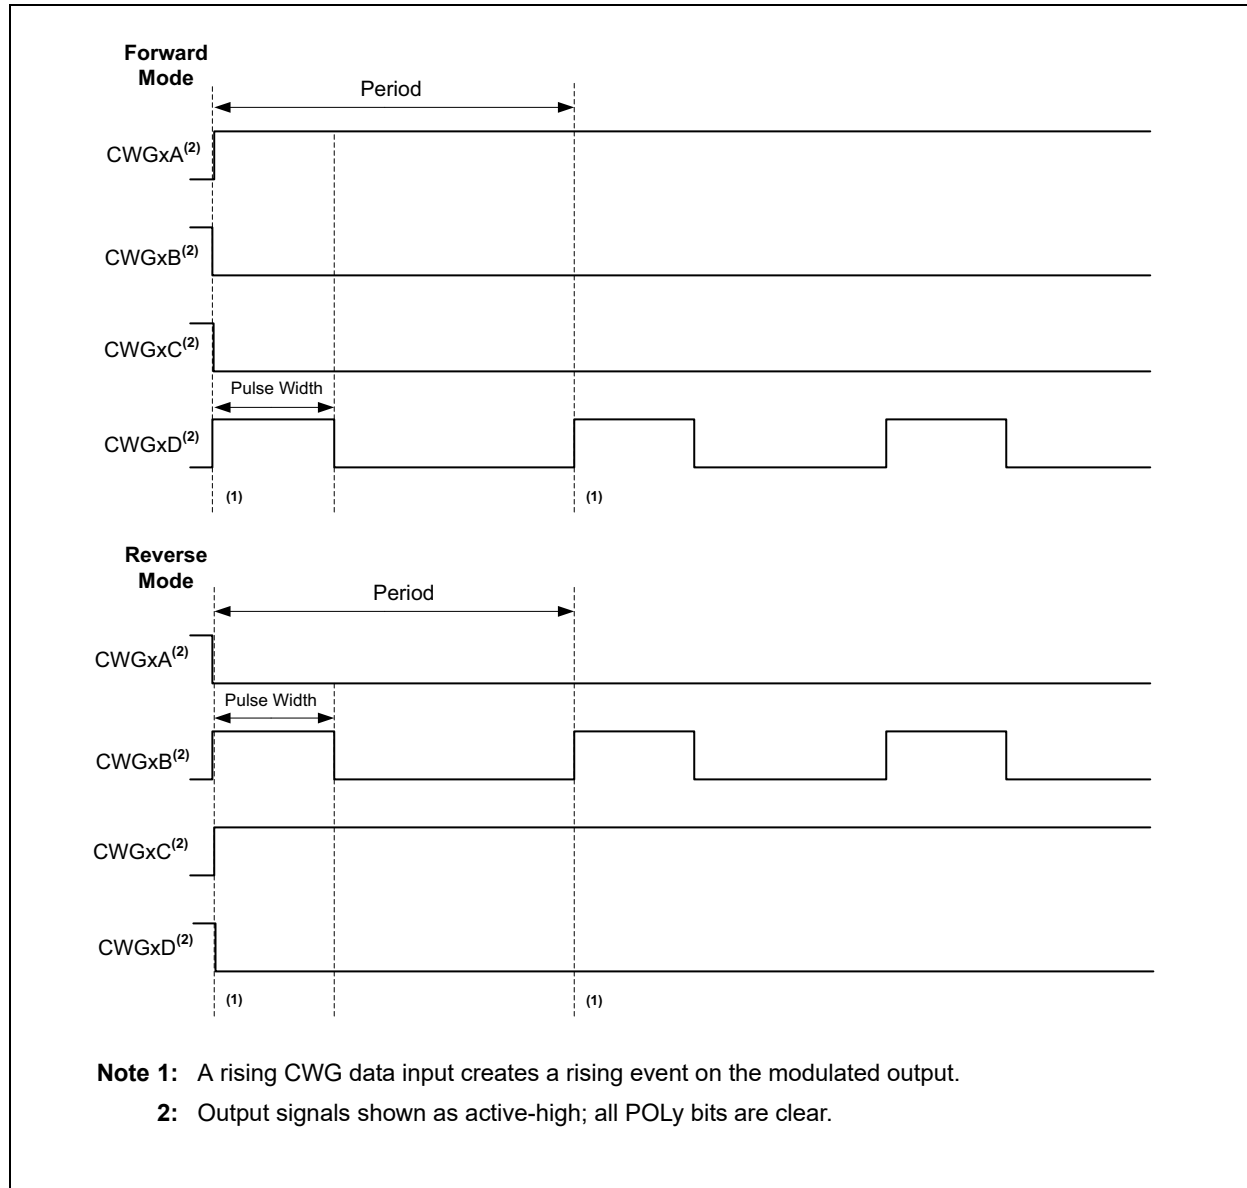 Forward
Mode
Period
CWGxA(2)
CWGxB(2)
CWGxC(2)
Pulse Width
CWGxD(2)
(1) (1)
Reverse
Mode
Period
CWGxA(2)
Pulse Width
CWGxB(2)
CWGxC(2)
CWGxD(2)
(1) (1)
Note 1: A rising CWG data input creates a rising event on the modulated output.
2: Output signals shown as active-high; all POLy bits are clear.